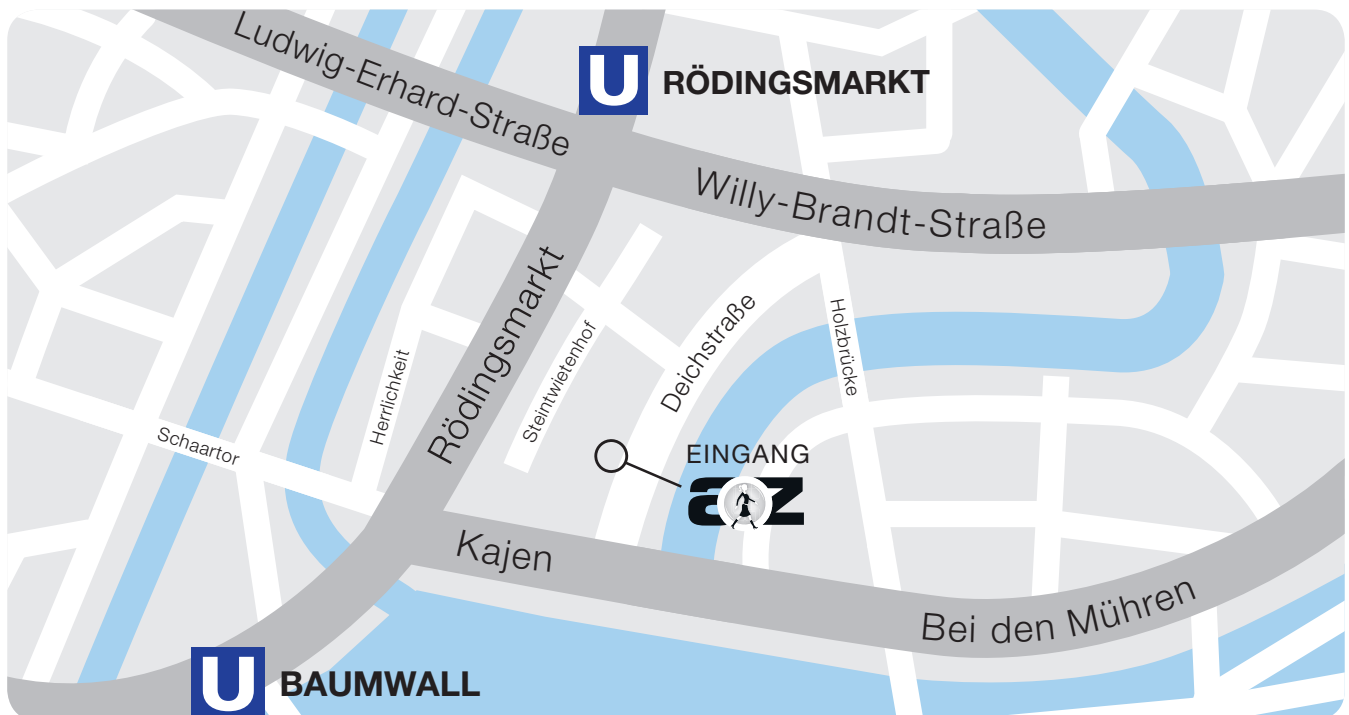 Ludwig-Erhard-Straße
U RÖDINGSMARKT
Willy-Brandt-Straße
Rödingsmarkt
Steintwietenhof
Deichstraße
Holzbrücke
Herrlichkeit
Schaartor
EINGANG
az
Kajen
Bei den Mühren
U BAUMWALL